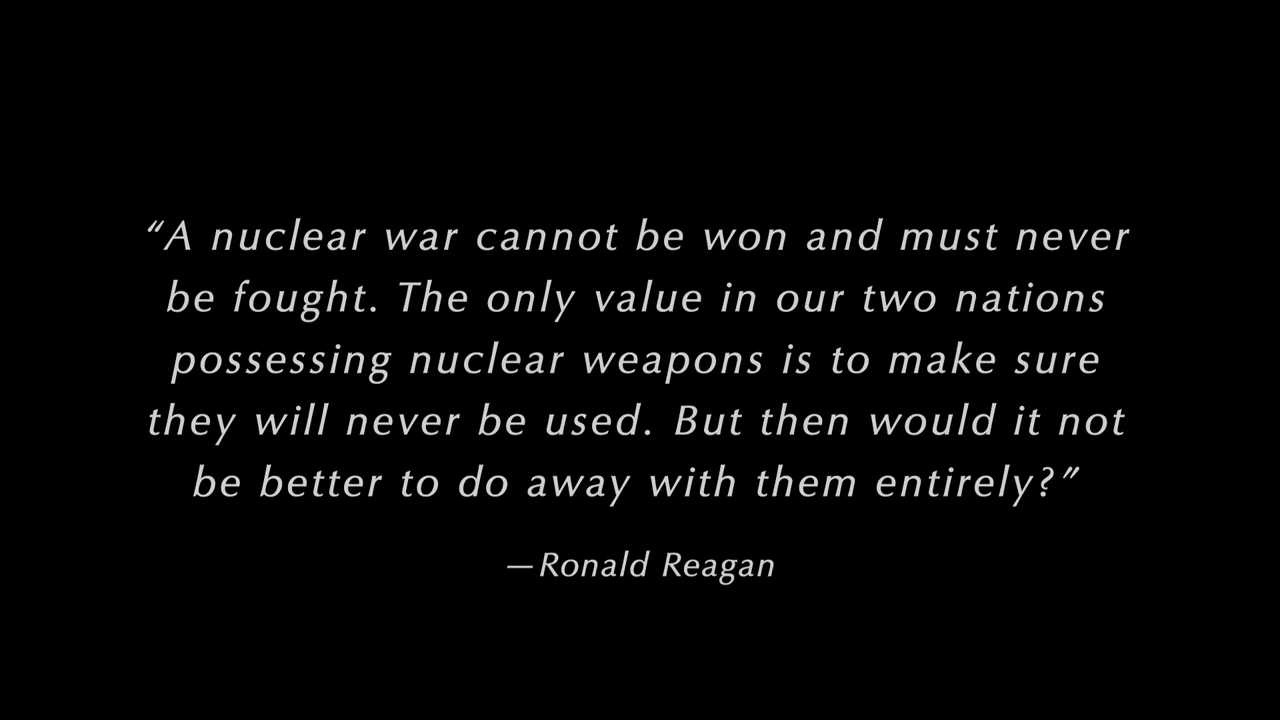 “A nuclear war cannot be won and must never
be fought. The only value in our two nations
possessing nuclear weapons is to make sure
they will never be used. But then would it not
be better to do away with them entirely?”
—Ronald Reagan